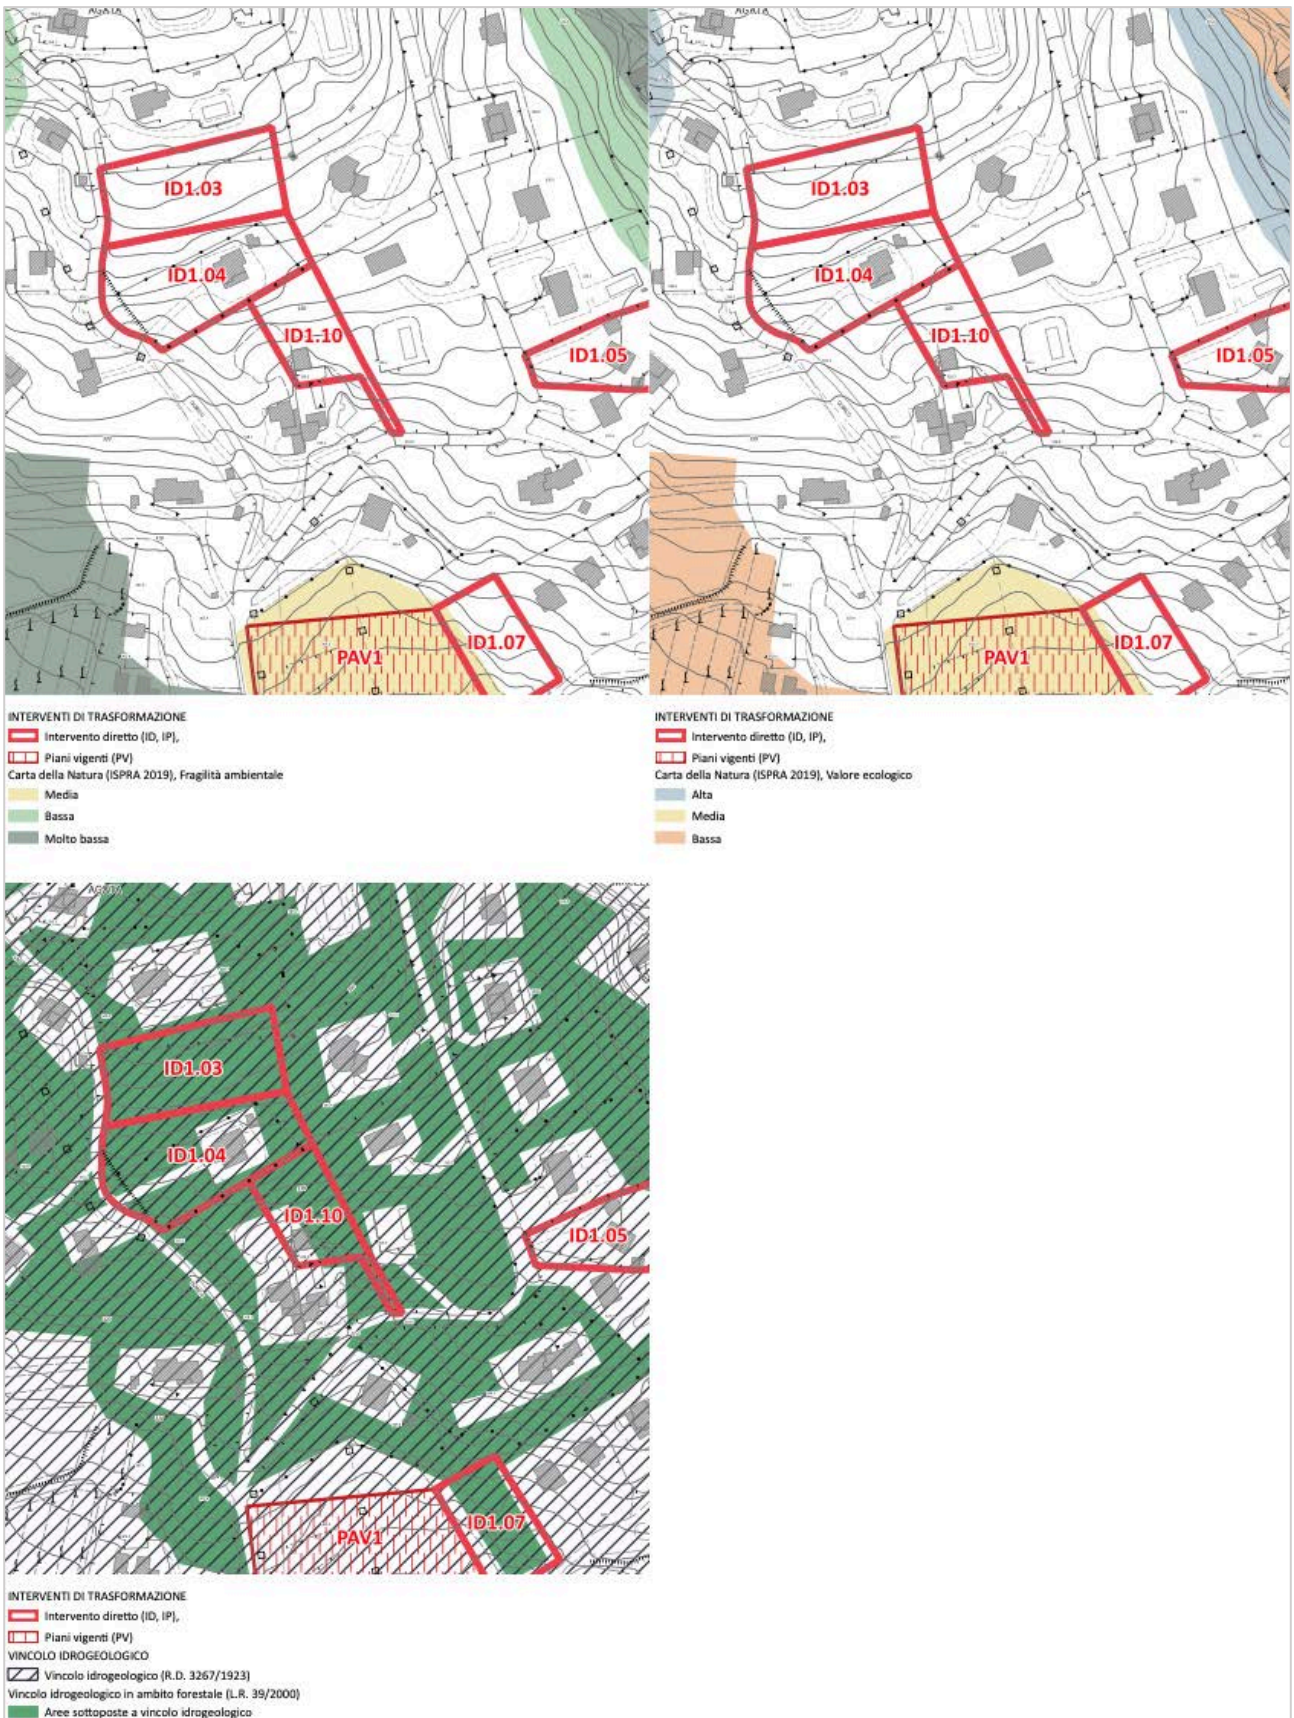 AGATA
ID1.03
ID1.04
ID1.10
ID1.05
PAV1
ID1.07
INTERVENTI DI TRASFORMAZIONE
Intervento diretto (ID, IP),
Piani vigenti (PV)
Carta della Natura (ISPRA 2019), Fragilità ambientale
Media
Bassa
Molto bassa
AGATA
ID1.03
ID1.04
ID1.10
ID1.05
PAV1
ID1.07
INTERVENTI DI TRASFORMAZIONE
Intervento diretto (ID, IP),
Piani vigenti (PV)
Carta della Natura (ISPRA 2019), Valore ecologico
Alta
Media
Bassa
AGATA
ID1.03
ID1.04
ID1.10
ID1.05
PAV1
ID1.07
INTERVENTI DI TRASFORMAZIONE
Intervento diretto (ID, IP),
Piani vigenti (PV)
VINCOLO IDROGEOLOGICO
Vincolo idrogeologico (R.D. 3267/1923)
Vincolo idrogeologico in ambito forestale (L.R. 39/2000)
Aree sottoposte a vincolo idrogeologico